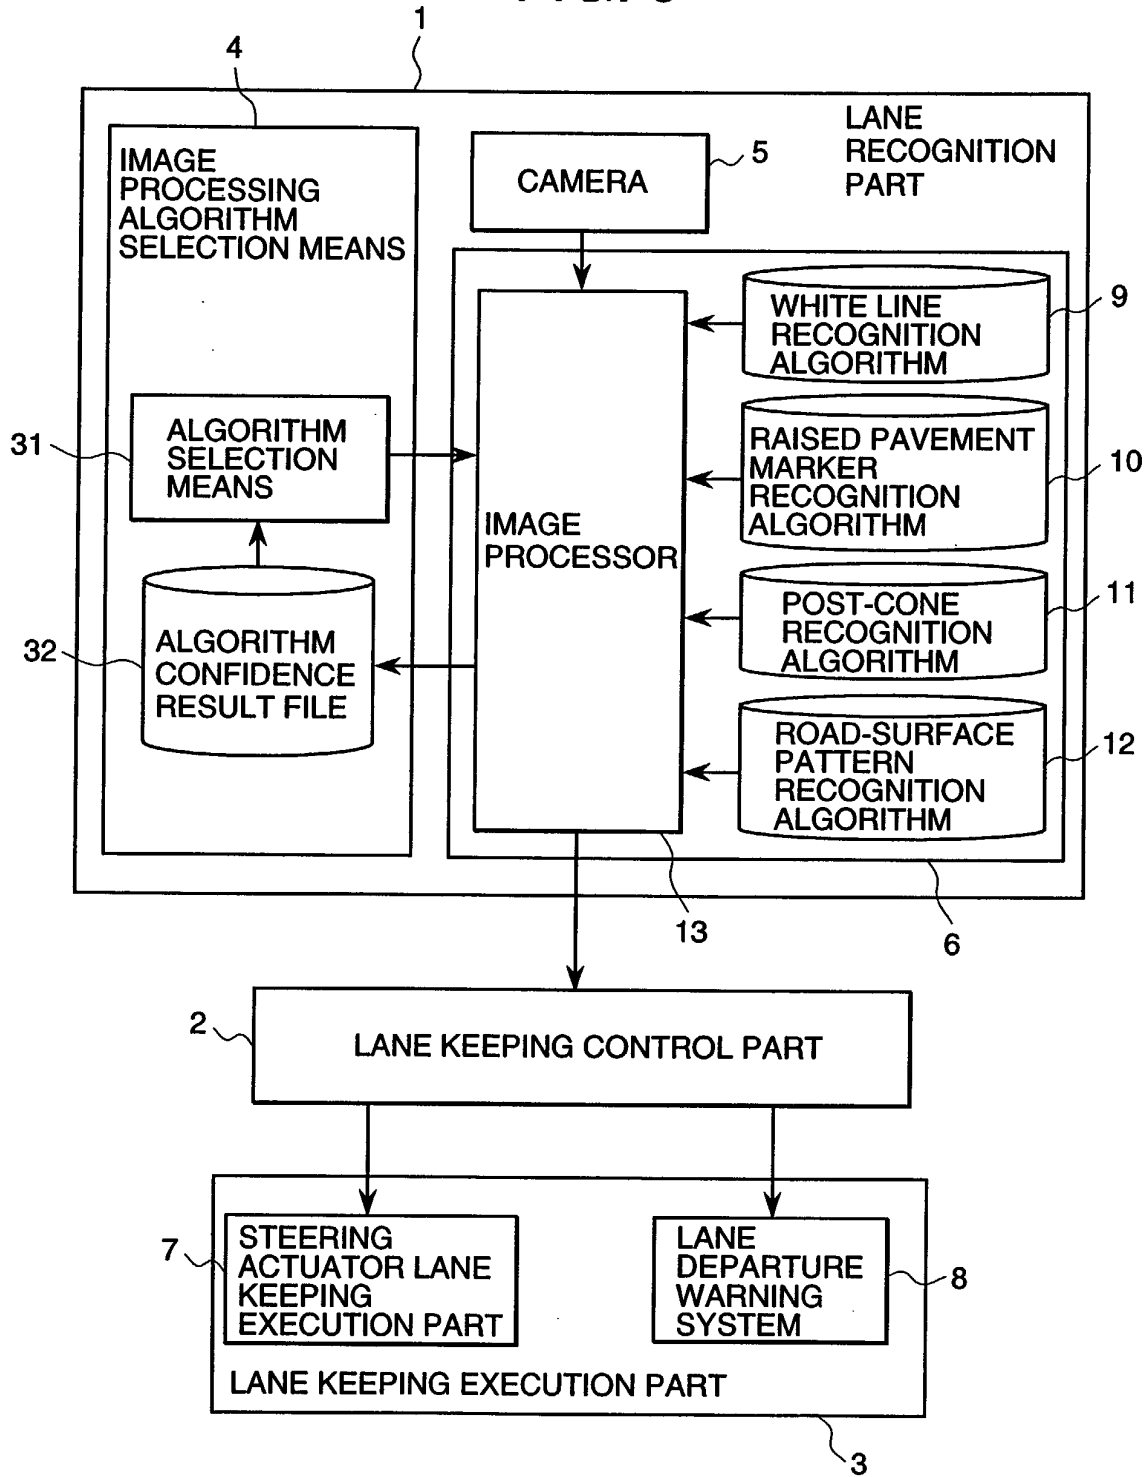 1
4
LANE
RECOGNITION
PART
IMAGE
PROCESSING
ALGORITHM
SELECTION MEANS
CAMERA
5
WHITE LINE
RECOGNITION
ALGORITHM
9
31
ALGORITHM
SELECTION
MEANS
RAISED PAVEMENT
MARKER
RECOGNITION
ALGORITHM
10
IMAGE
PROCESSOR
32
ALGORITHM
CONFIDENCE
RESULT FILE
POST-CONE
RECOGNITION
ALGORITHM
11
ROAD-SURFACE
PATTERN
RECOGNITION
ALGORITHM
12
13
6
2
LANE KEEPING CONTROL PART
7
STEERING
ACTUATOR LANE
KEEPING
EXECUTION PART
LANE
DEPARTURE
WARNING
SYSTEM
8
LANE KEEPING EXECUTION PART
3